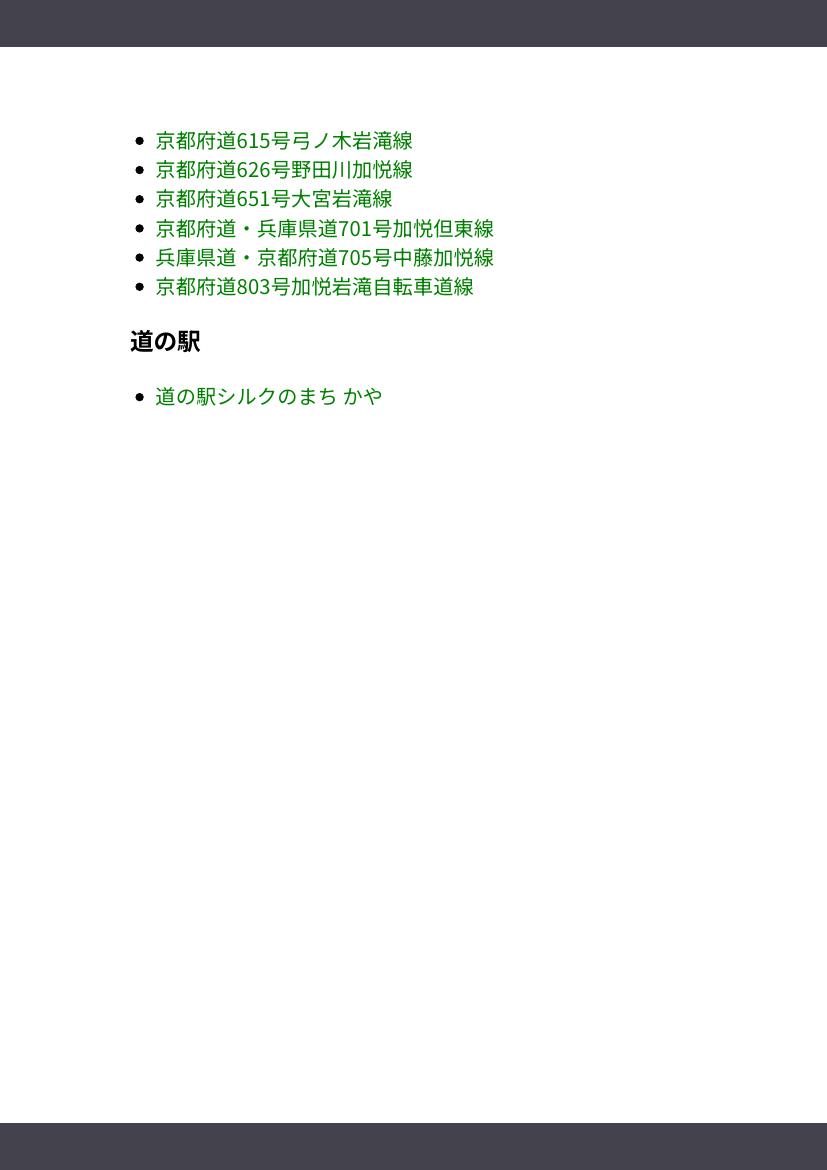 京都府道615号弓ノ木岩滝線
京都府道626号野田川加悦線
京都府道651号大宮岩滝線
京都府道・兵庫県道701号加悦但東線
兵庫県道・京都府道705号中藤加悦線
京都府道803号加悦岩滝自転車道線
道の駅
道の駅シルクのまち かや